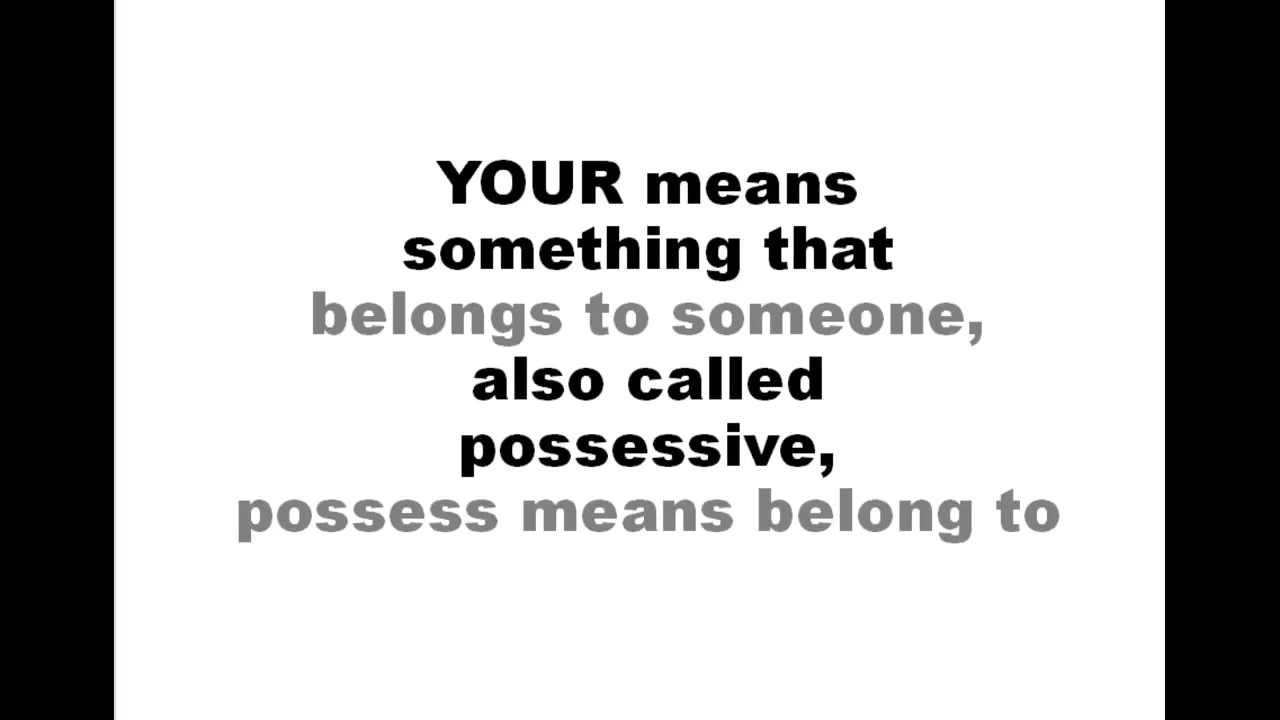 YOUR means
something that
belongs to someone,
also called
possessive,
possess means belong to